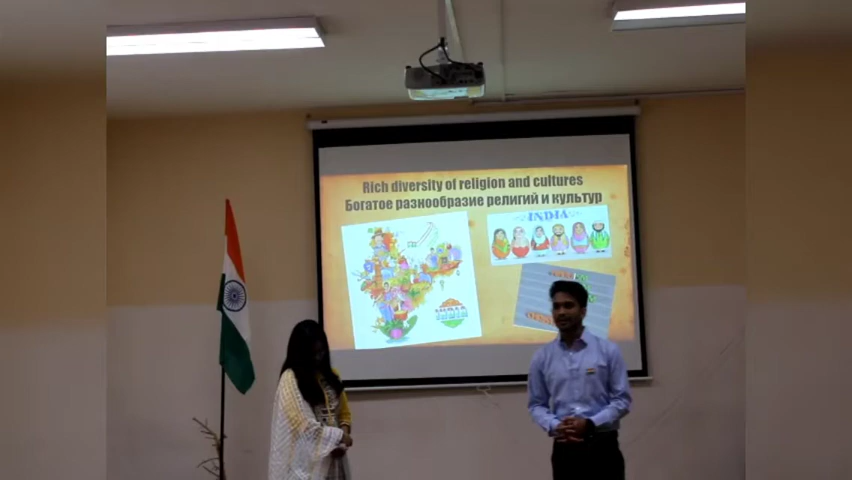 Rich diversity of religion and cultures
Богатое разнообразие религий и культур
INDIA